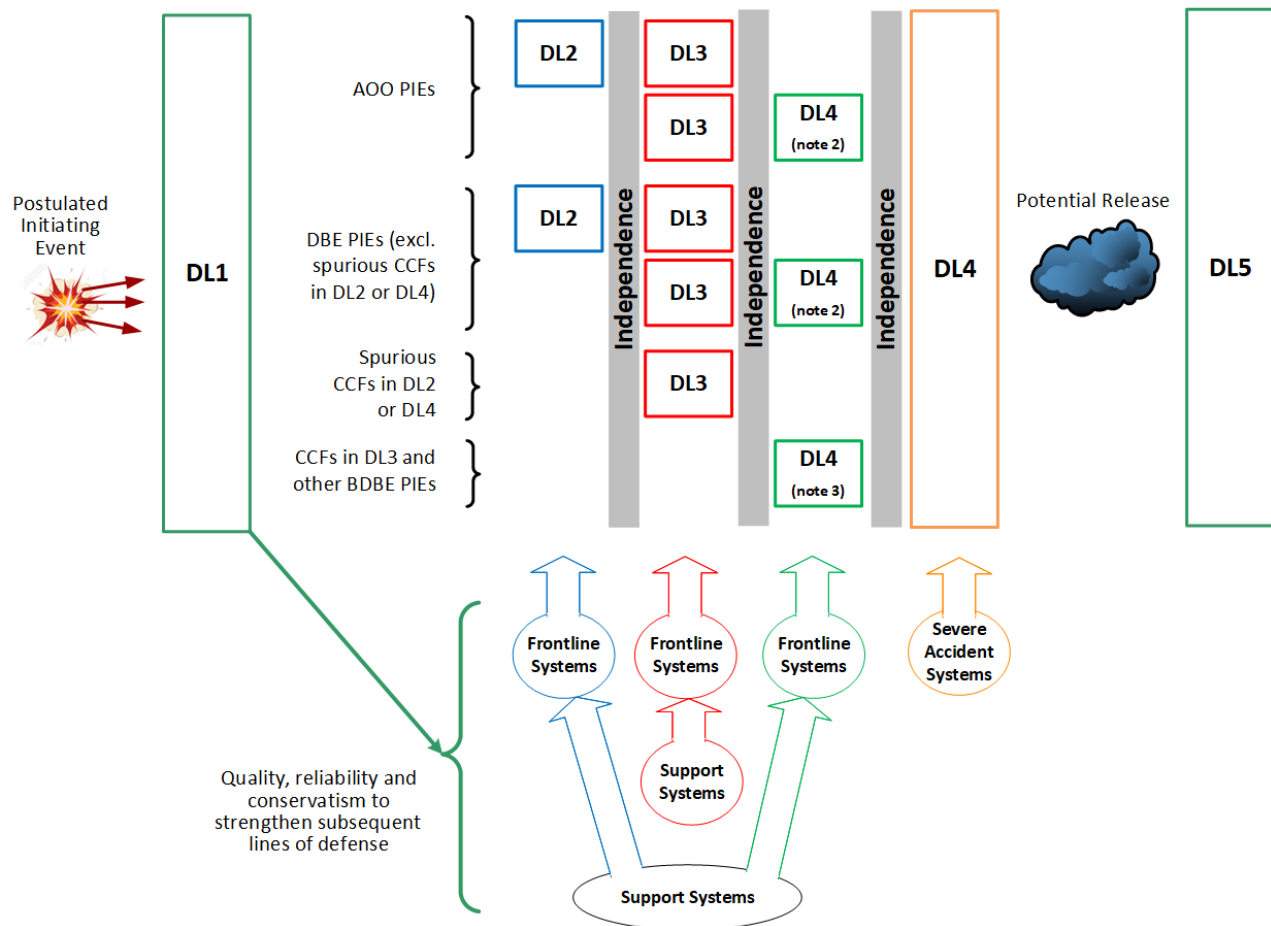 Postulated
Initiating
Event
DL1
AOO PIEs
DBE PIEs (excl.
spurious CCFs
in DL2 or DL4)
Spurious
CCFs in DL2
or DL4
CCFs in DL3 and
other BDBE PIEs
DL2
DL2
Independence
DL3
DL3
DL3
DL3
DL3
Independence
DL4
(note 2)
DL4
(note 2)
DL4
(note 3)
Independence
DL4
Potential Release
DL5
Frontline
Systems
Frontline
Systems
Frontline
Systems
Severe
Accident
Systems
Support
Systems
Quality, reliability and
conservatism to
strengthen subsequent
lines of defense
Support Systems